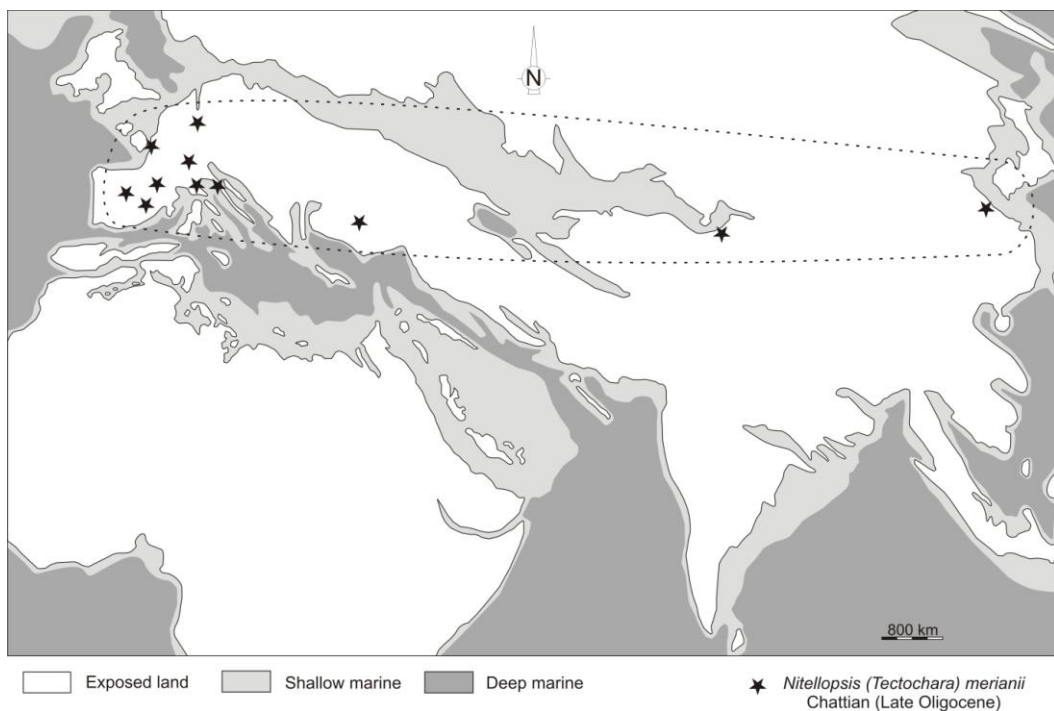 N
800 km
Exposed land
Shallow marine
Deep marine
Nitellopsis (Tectochara) merianii
Chattian (Late Oligocene)